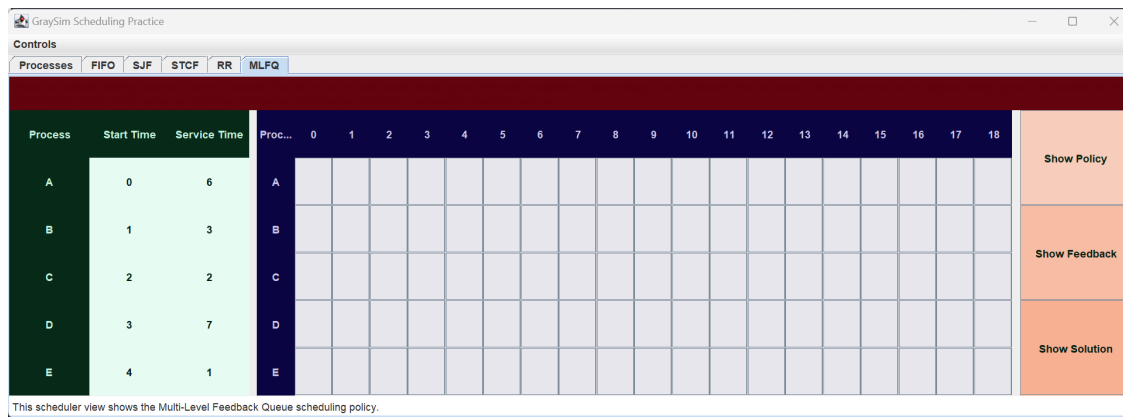 GraySim Scheduling Practice
Controls
Processes FIFO SJF STCF RR MLFQ
Process Start Time Service Time Proc... 0 1 2 3 4 5 6 7 8 9 10 11 12 13 14 15 16 17 18
Show Policy
A 0 6 A
B 1 3 B
Show Feedback
C 2 2 C
D 3 7 D
Show Solution
E 4 1 E
This scheduler view shows the Multi-Level Feedback Queue scheduling policy.